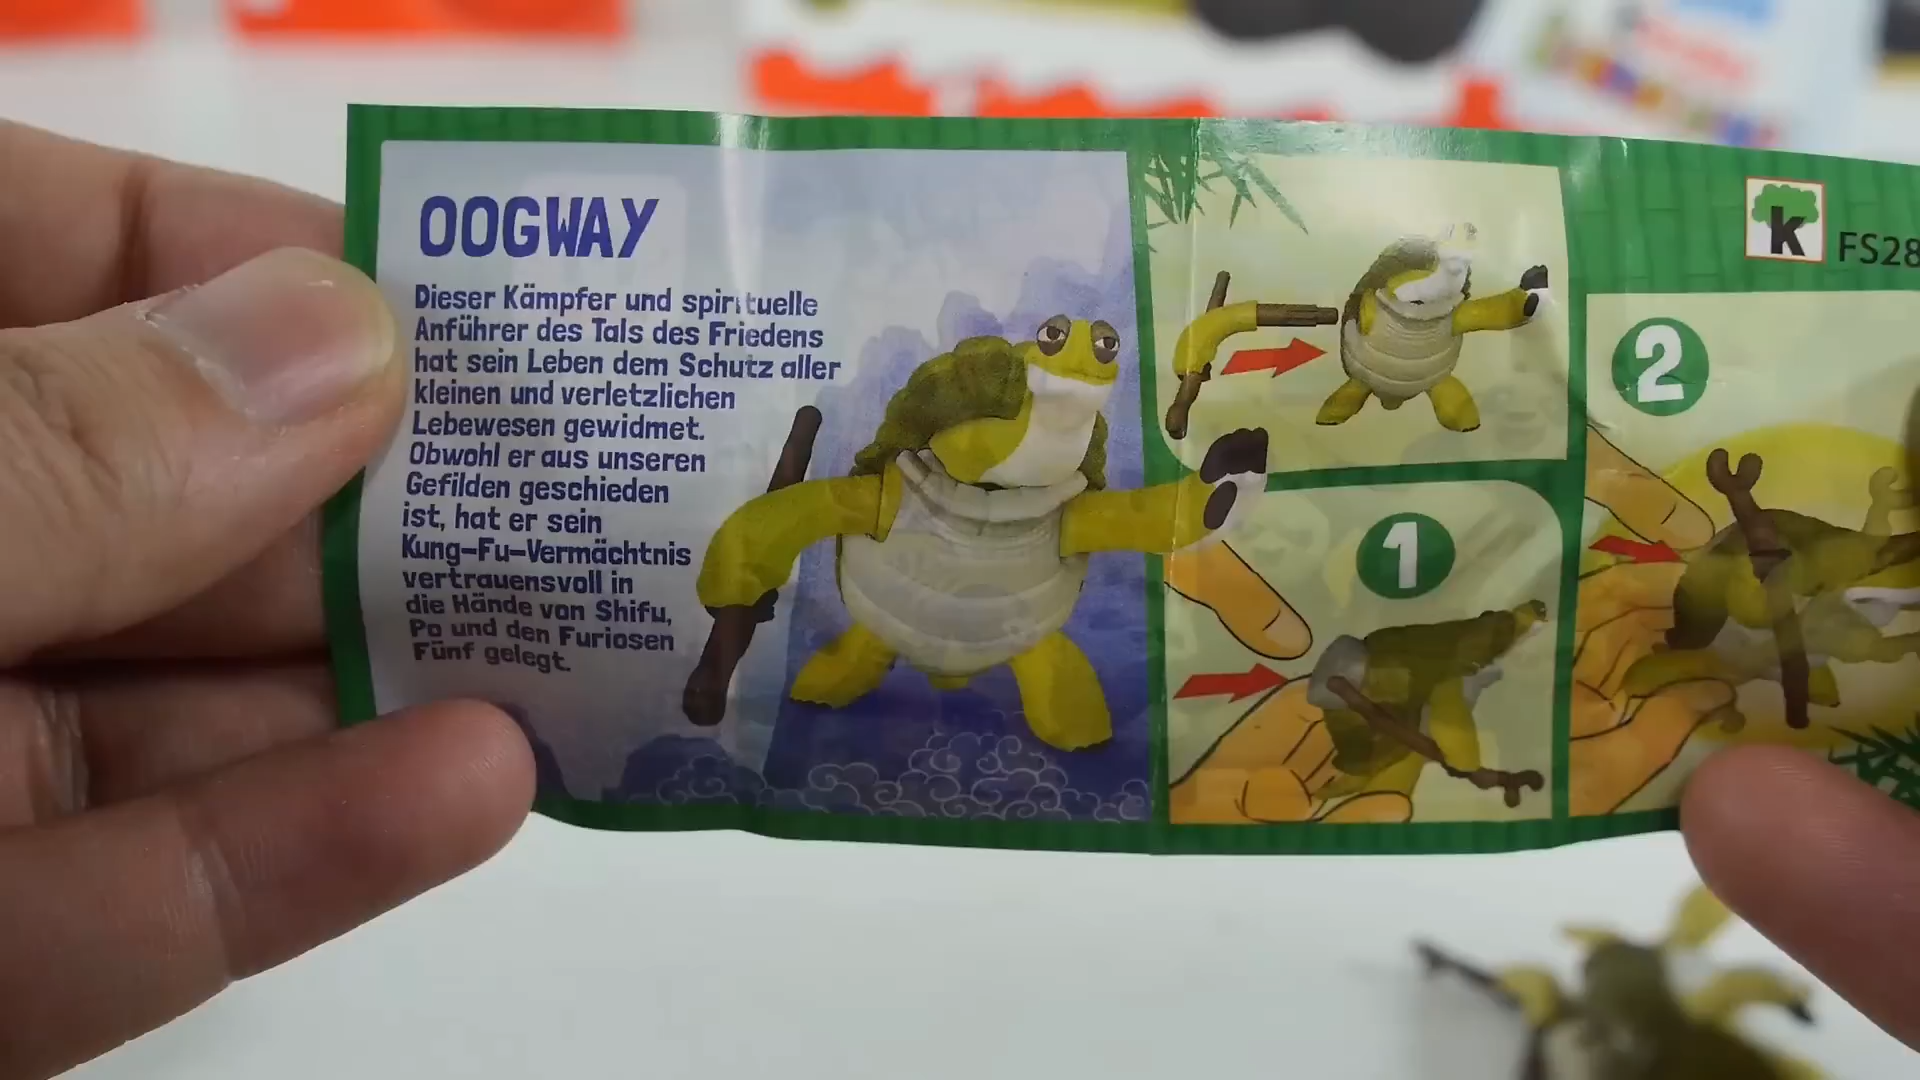 OOGWAY
Dieser Kämpfer und spirituelle
Anführer des Tals des Friedens
hat sein Leben dem Schutz aller
kleinen und verletzlichen
Lebewesen gewidmet.
Obwohl er aus unseren
Gefilden geschieden
ist, hat er sein
Kung-Fu-Vermächtnis
vertrauensvoll in
die Hände von Shifu,
Po und den Furiosen
Fünf gelegt.
1
2
k
FS28